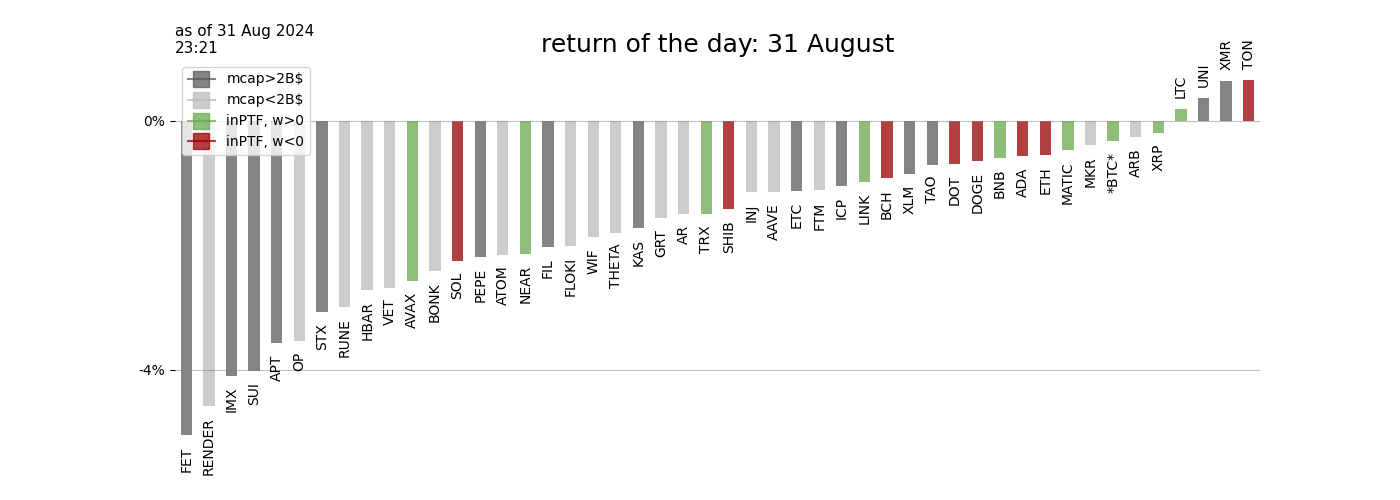 as of 31 Aug 2024
23:21
return of the day: 31 August
mcap>2B$
mcap<2B$
inPTF, w>0
inPTF, w<0
0%
-4%
FET
RENDER
IMX
SUI
APT
OP
STX
RUNE
HBAR
VET
AVAX
BONK
SOL
PEPE
ATOM
NEAR
FIL
FLOKI
WIF
THETA
KAS
GRT
AR
TRX
SHIB
INJ
AAVE
ETC
FTM
ICP
LINK
BCH
XLM
TAO
DOT
DOGE
BNB
ADA
ETH
MATIC
MKR
*BTC*
ARB
XRP
LTC
UNI
XMR
TON